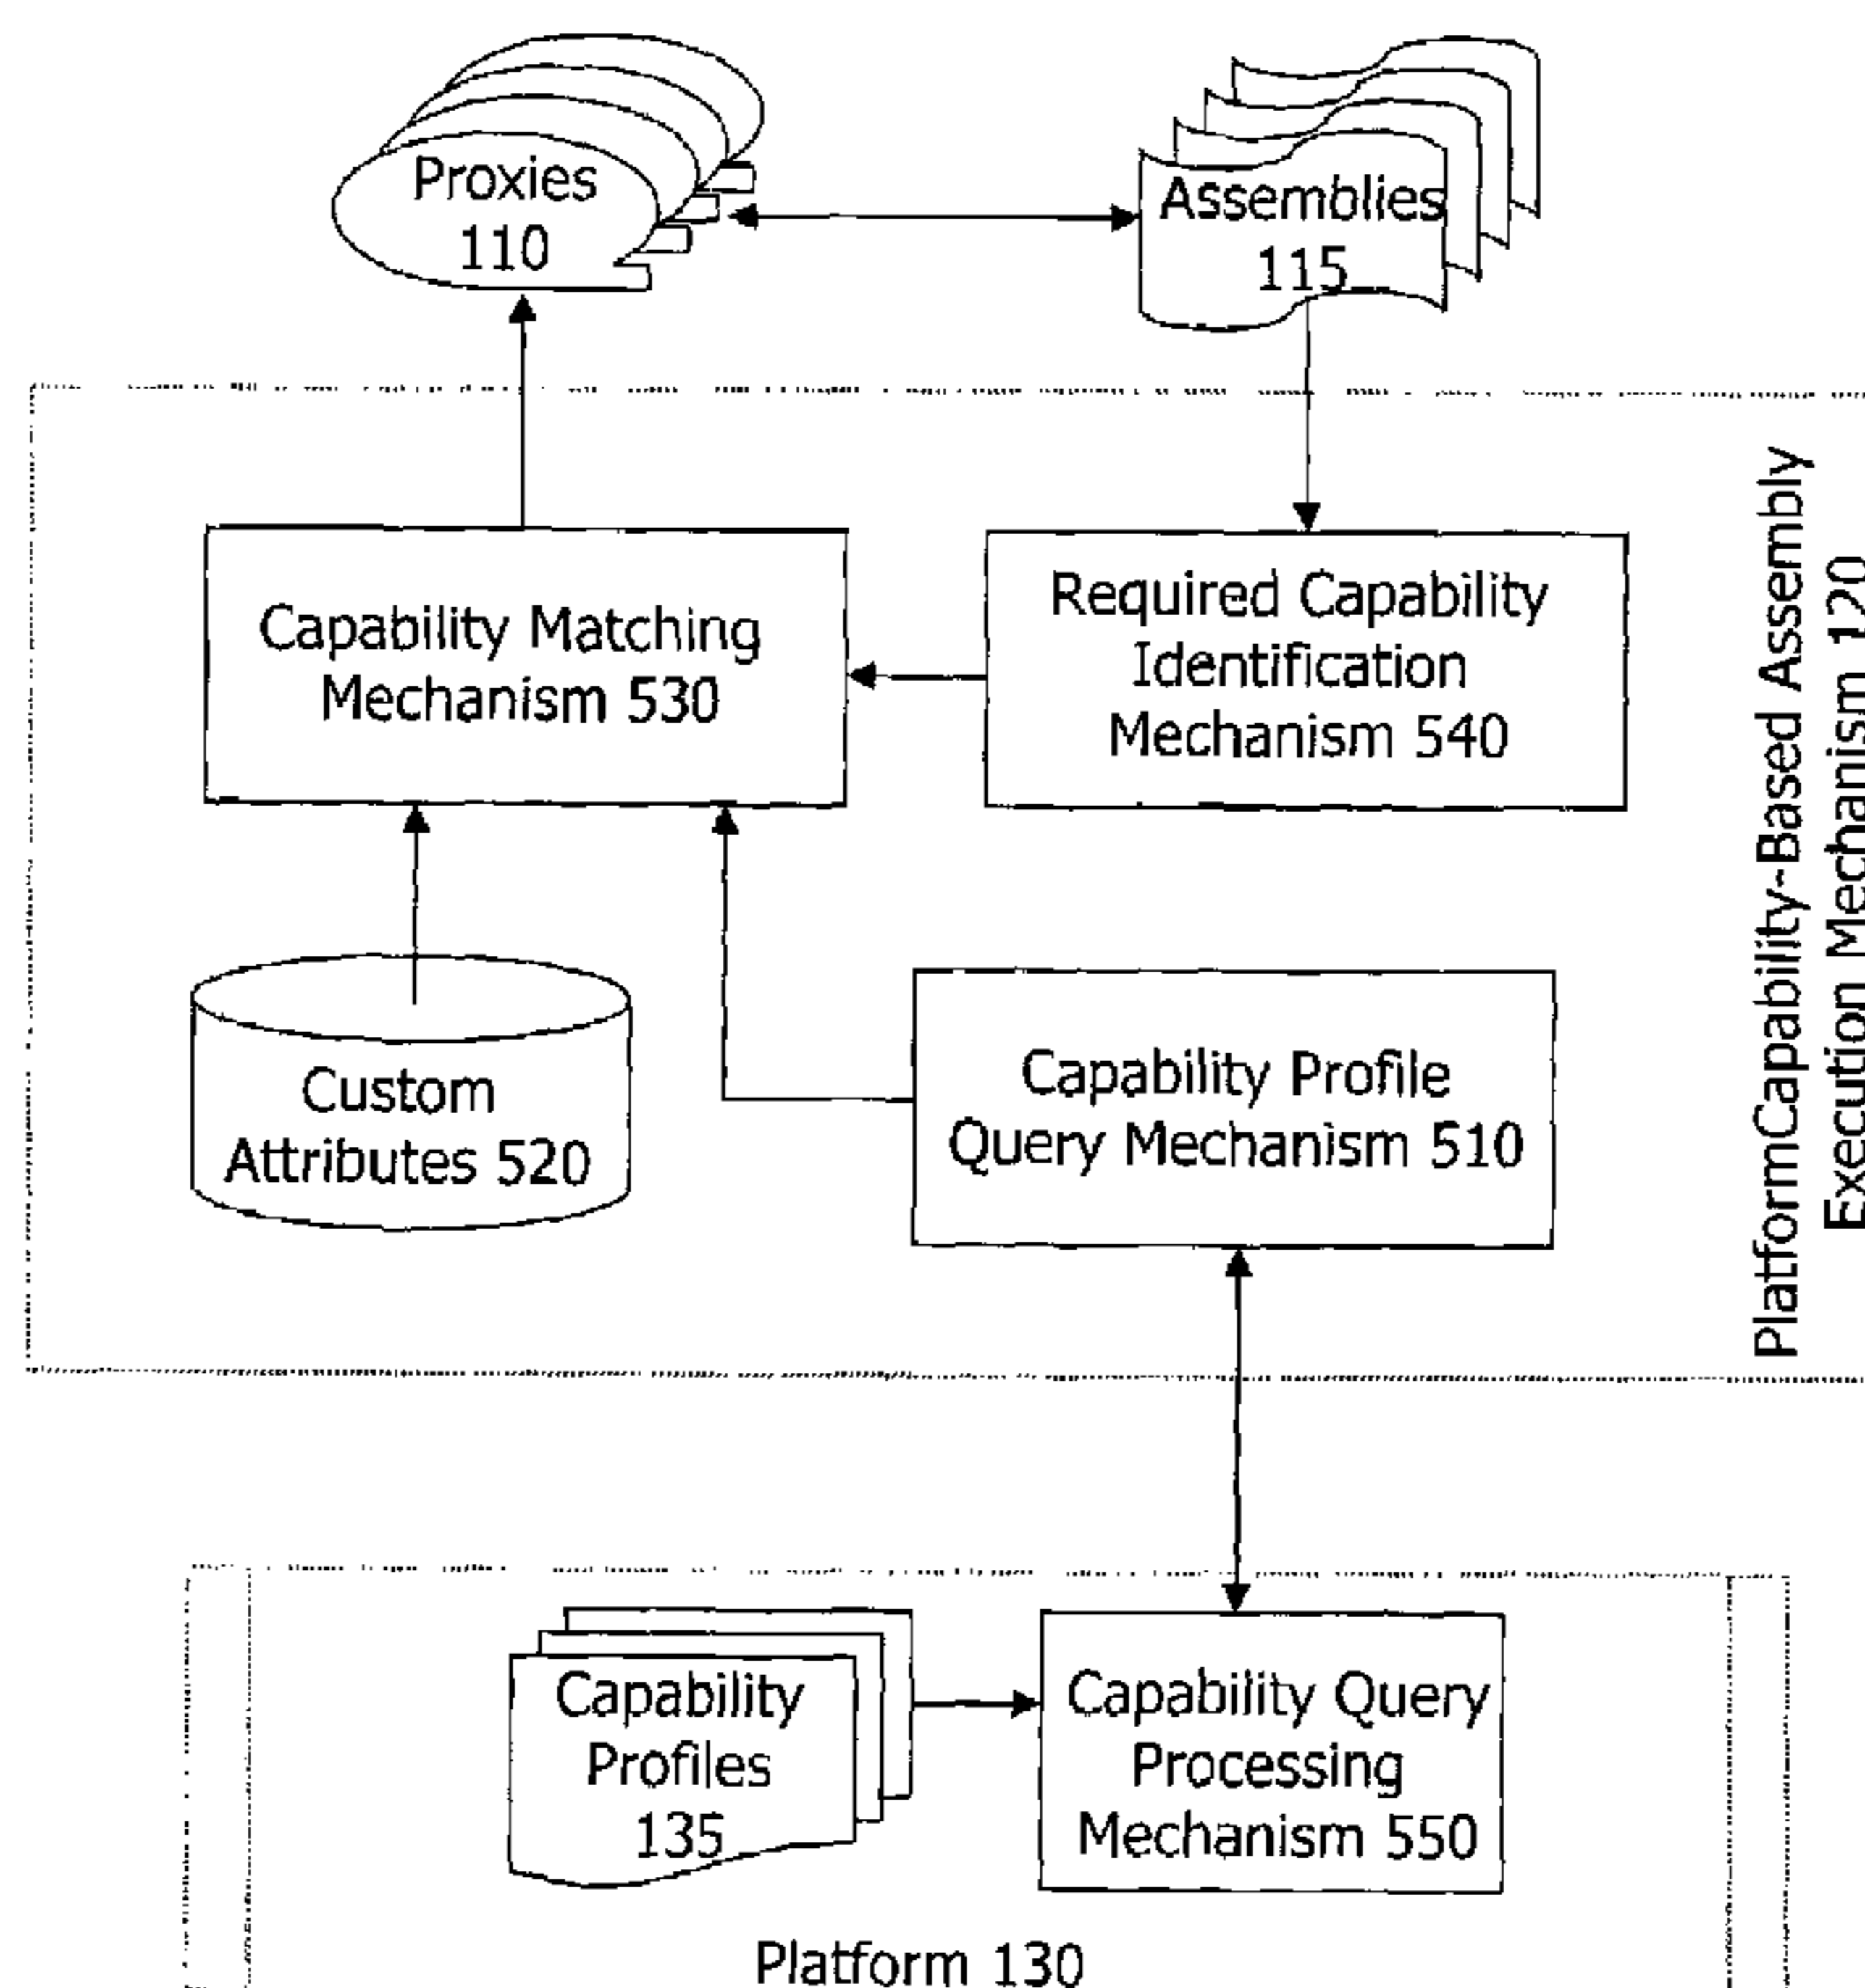 Proxies
110
Assemblies
115
Capability Matching
Mechanism 530
Required Capability
Identification
Mechanism 540
Custom
Attributes 520
Capability Profile
Query Mechanism 510
PlatformCapability-Based Assembly
Execution Mechanism 120
Capability
Profiles
135
Capability Query
Processing
Mechanism 550
Platform 130